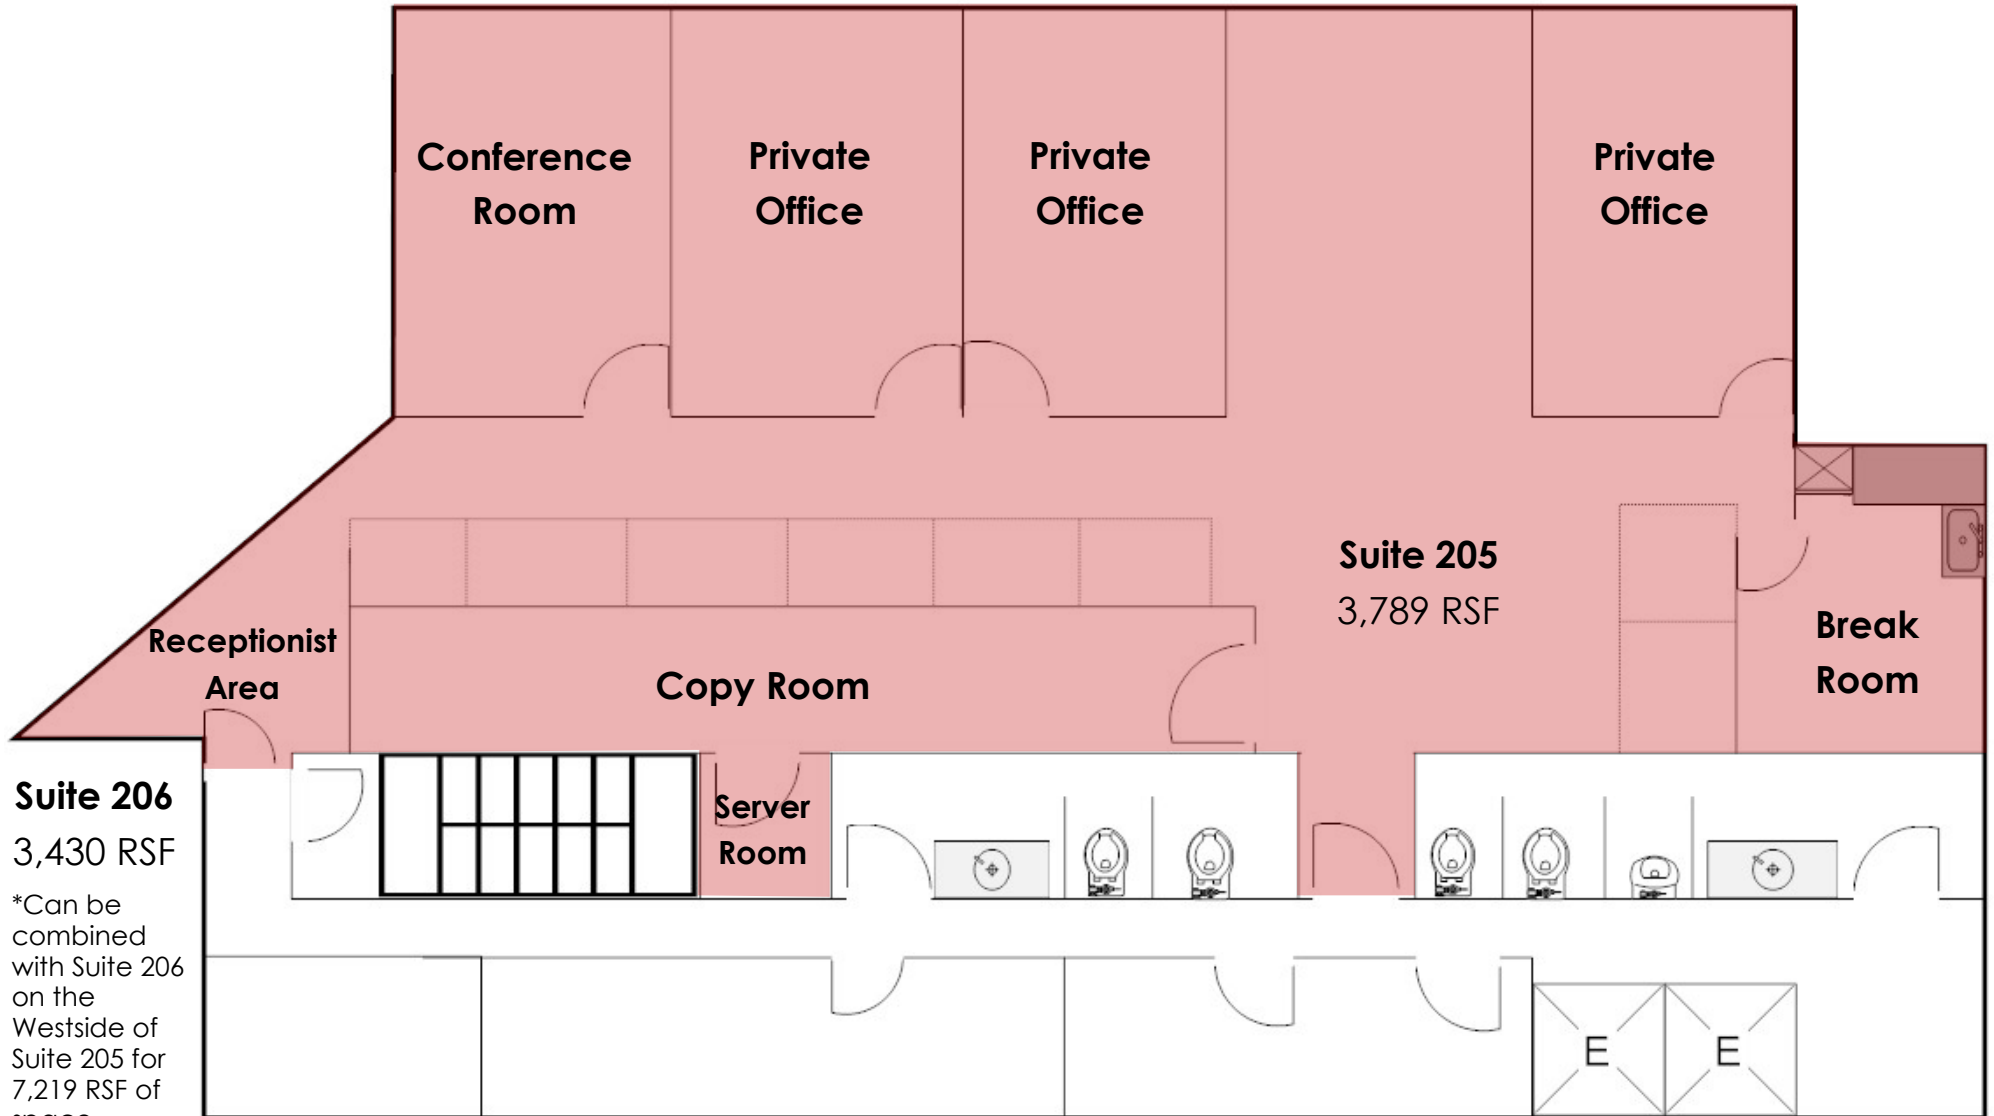 Conference
Room
Private
Office
Private
Office
Private
Office
Suite 205
3,789 RSF
Break
Room
Receptionist
Area
Copy Room
Server
Room
Suite 206
3,430 RSF
*Can be
combined
with Suite 206
on the
Westside of
Suite 205 for
7,219 RSF of
E
E